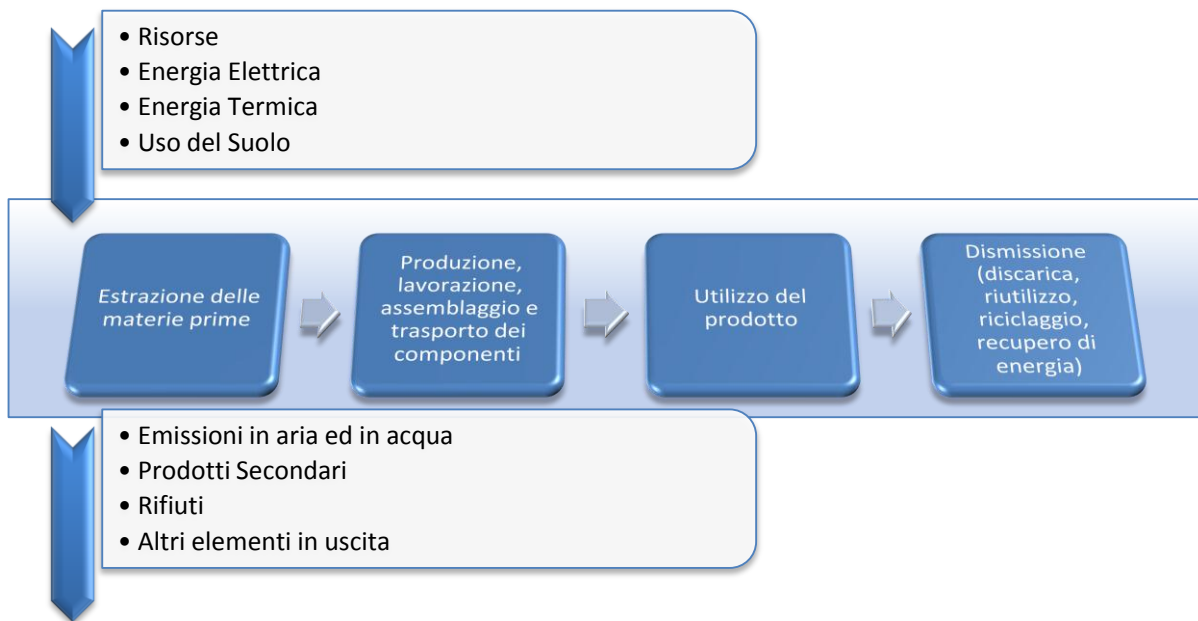 • Risorse
• Energia Elettrica
• Energia Termica
• Uso del Suolo
Estrazione delle
materie prime
Produzione,
lavorazione,
assemblaggio e
trasporto dei
componenti
Utilizzo del
prodotto
Dismissione
(discarica,
riutilizzo,
riciclaggio,
recupero di
energia)
• Emissioni in aria ed in acqua
• Prodotti Secondari
• Rifiuti
• Altri elementi in uscita